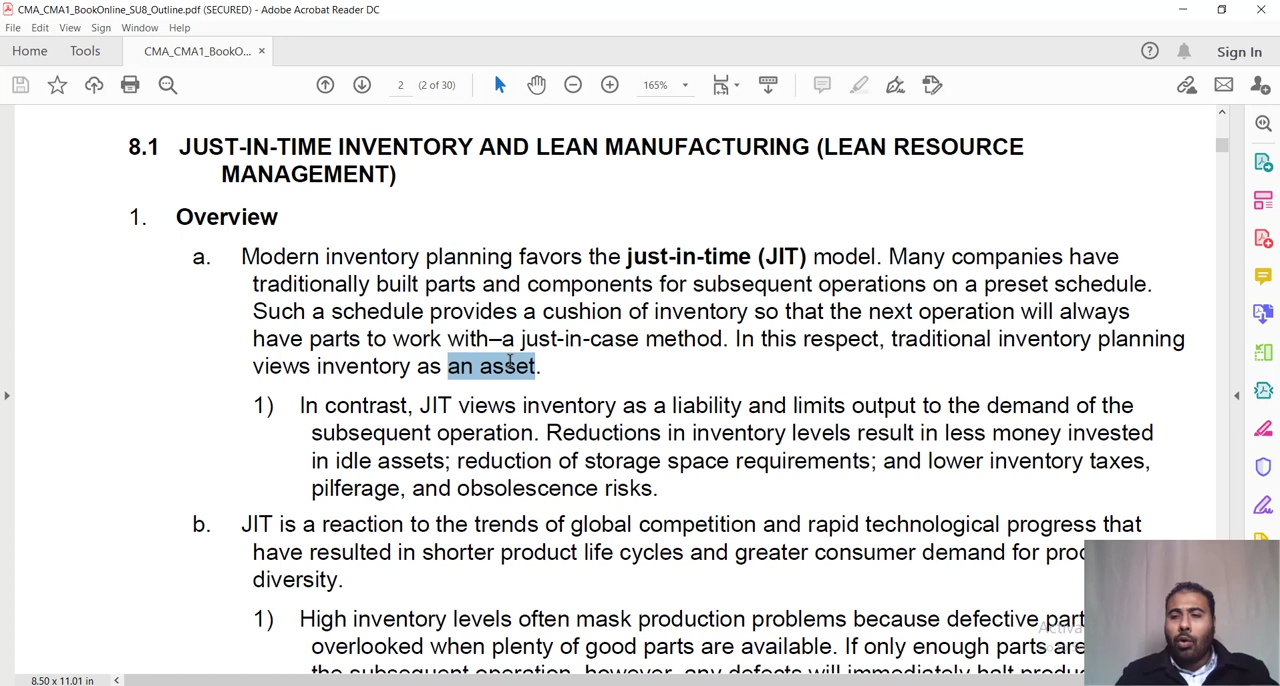 CMA_CMA1_BookOnline_SU8_Outline.pdf (SECURED) - Adobe Acrobat Reader DC
File Edit View Sign Window Help
Home Tools CMA_CMA1_BookO... × Sign In
2 (2 of 30) 165%
8.1 JUST-IN-TIME INVENTORY AND LEAN MANUFACTURING (LEAN RESOURCE
MANAGEMENT)
1. Overview
a. Modern inventory planning favors the just-in-time (JIT) model. Many companies have
traditionally built parts and components for subsequent operations on a preset schedule.
Such a schedule provides a cushion of inventory so that the next operation will always
have parts to work with–a just-in-case method. In this respect, traditional inventory planning
views inventory as an asset.
1) In contrast, JIT views inventory as a liability and limits output to the demand of the
subsequent operation. Reductions in inventory levels result in less money invested
in idle assets; reduction of storage space requirements; and lower inventory taxes,
pilferage, and obsolescence risks.
b. JIT is a reaction to the trends of global competition and rapid technological progress that
have resulted in shorter product life cycles and greater consumer demand for
diversity.
1) High inventory levels often mask production problems because defective part
overlooked when plenty of good parts are available. If only enough parts are
the subsequent operation, however, any defects will immediately halt
8.50 x 11.01 in